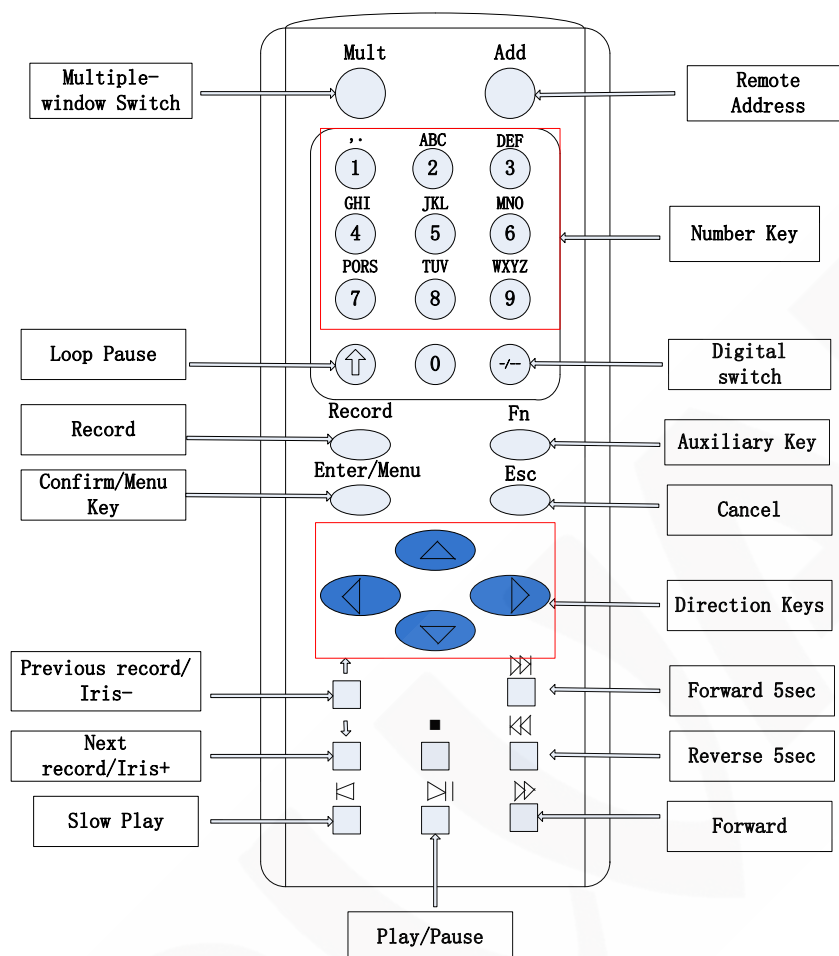 Mult
Add
Multiple-
window Switch
Remote
Address
,.
ABC
DEF
1
2
3
GHI
JKL
MNO
4
5
6
Number Key
PORS
TUV
WXYZ
7
8
9
Loop Pause
0
-/--
Digital
switch
Record
Record
Fn
Auxiliary Key
Confirm/Menu
Key
Enter/Menu
Esc
Cancel
Direction Keys
Previous record/
Iris-
Forward 5sec
Next
record/Iris+
Reverse 5sec
Slow Play
Forward
Play/Pause